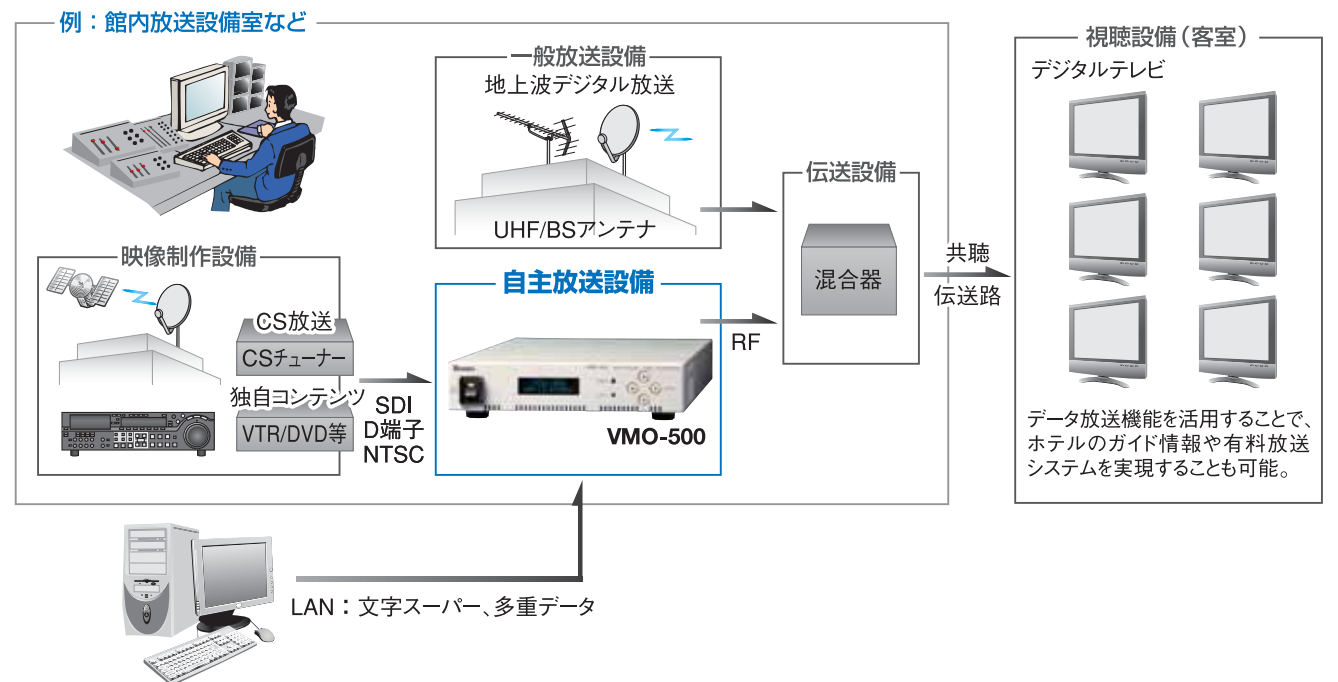 例：館内放送設備室など
一般放送設備
地上波デジタル放送
UHF/BSアンテナ
映像制作設備
CS放送
CSチューナー
独自コンテンツ
VTR/DVD等
SDI
D端子
NTSC
自主放送設備
VMO-500
RF
伝送設備
混合器
共聴
伝送路
視聴設備（客室）
デジタルテレビ
データ放送機能を活用することで、
ホテルのガイド情報や有料放送
システムを実現することも可能。
LAN：文字スーパー、多重データ